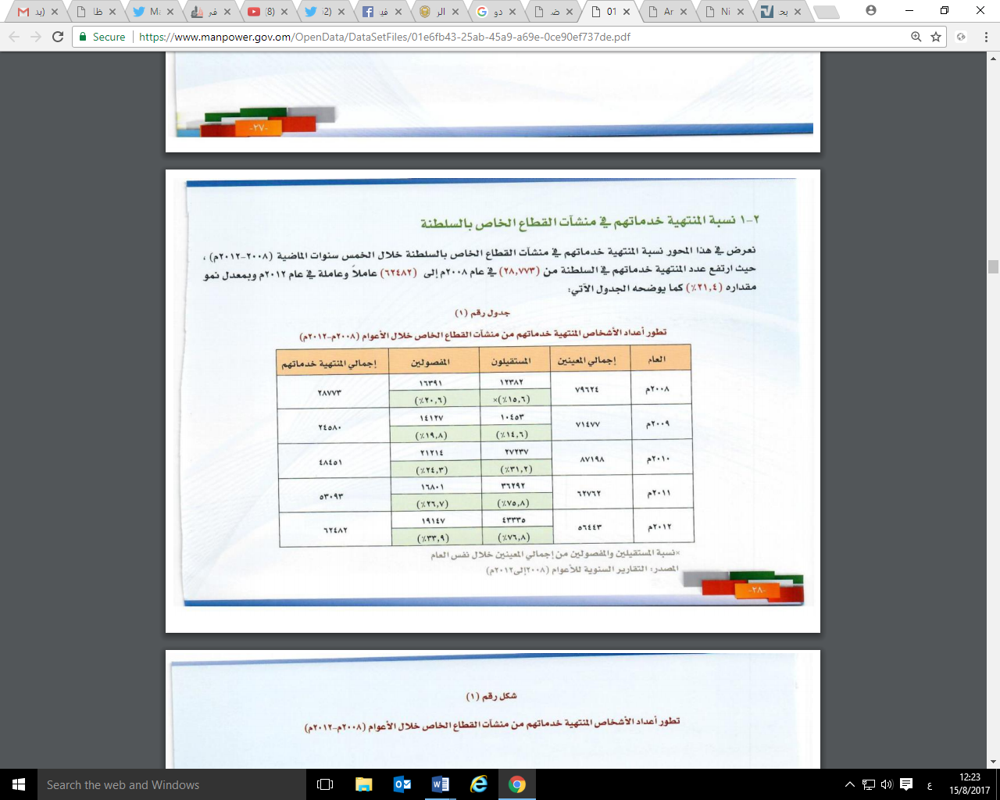 بد)
ظا
Ma
في
(8)
(2
في
الر
دو
ض
01
Ar
Ni
بحـ
Secure
https://www.manpower.gov.om/OpenData/DataSetFiles/01e6fb43-25ab-45a9-a69e-0ce90ef737de.pdf
-٢٧-
١-٢ نسبة المنتهية خدماتهم في منشآت القطاع الخاص بالسلطنة
نعرض في هذا المحور نسبة المنتهية خدماتهم في منشآت القطاع الخاص بالسلطنة خلال الخمس سنوات الماضية (٢٠٠٨-٢٠١٢م) ،
حيث ارتفع عدد المنتهية خدماتهم في السلطنة من (٢٨,٧٧٣) في عام ٢٠٠٨م إلى (٦٢٤٨٢) عاملاً وعاملة في عام ٢٠١٢م وبمعدل نمو
مقداره (٢١,٤٪) كما يوضحه الجدول الآتي:
جدول رقم (١)
تطور أعداد الأشخاص المنتهية خدماتهم من منشآت القطاع الخاص خلال الأعوام (٢٠٠٨م-٢٠١٢م)
العام إجمالي المعينين المستقيلون المفصولين إجمالي المنتهية خدماتهم
٢٠٠٨م ٧٩٦٢٤ ١٢٣٨٢ ١٦٣٩١ ٢٨٧٧٣
(١٥,٦٪)× (٢٠,٦٪)
٢٠٠٩م ٧١٤٧٧ ١٠٤٥٣ ١٤١٢٧ ٢٤٥٨٠
(١٤,٦٪) (١٩,٨٪)
٢٠١٠م ٨٧١٩٨ ٢٧٢٣٧ ٢١٢١٤ ٤٨٤٥١
(٣١,٢٪) (٢٤,٣٪)
٢٠١١م ٦٢٧٦٢ ٣٦٢٩٢ ١٦٨٠١ ٥٣٠٩٣
(٧٥,٨٪) (٢٦,٧٪)
٢٠١٢م ٥٦٤٤٣ ٤٣٣٣٥ ١٩١٤٧ ٦٢٤٨٢
(٧٦,٨٪) (٣٣,٩٪)
×نسبة المستقيلين والمفصولين من إجمالي المعينين خلال نفس العام
المصدر: التقارير السنوية للأعوام (٢٠٠٨إلى٢٠١٢م)
-٢٨-
شكل رقم (١)
تطور أعداد الأشخاص المنتهية خدماتهم من منشآت القطاع الخاص خلال الأعوام (٢٠٠٨م-٢٠١٢م)
Search the web and Windows
ع
12:23
15/8/2017